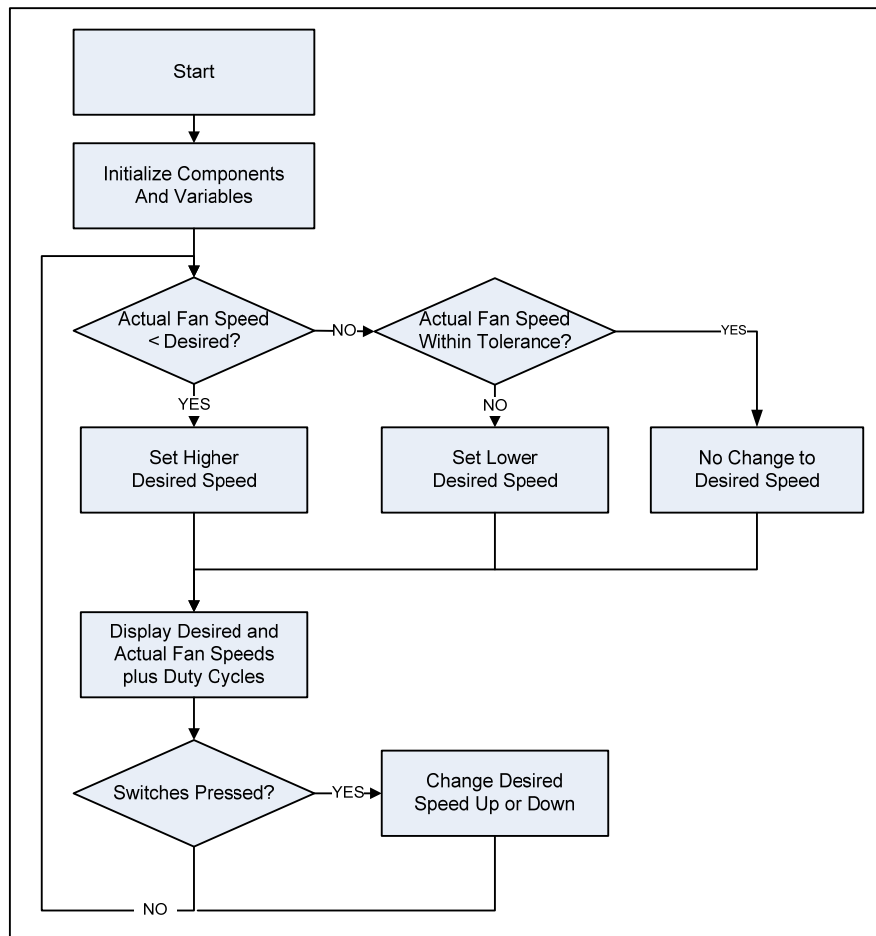 Start
Initialize Components
And Variables
Actual Fan Speed
< Desired?
NO
Actual Fan Speed
Within Tolerance?
YES
YES
NO
Set Higher
Desired Speed
Set Lower
Desired Speed
No Change to
Desired Speed
Display Desired and
Actual Fan Speeds
plus Duty Cycles
Switches Pressed?
YES
Change Desired
Speed Up or Down
NO